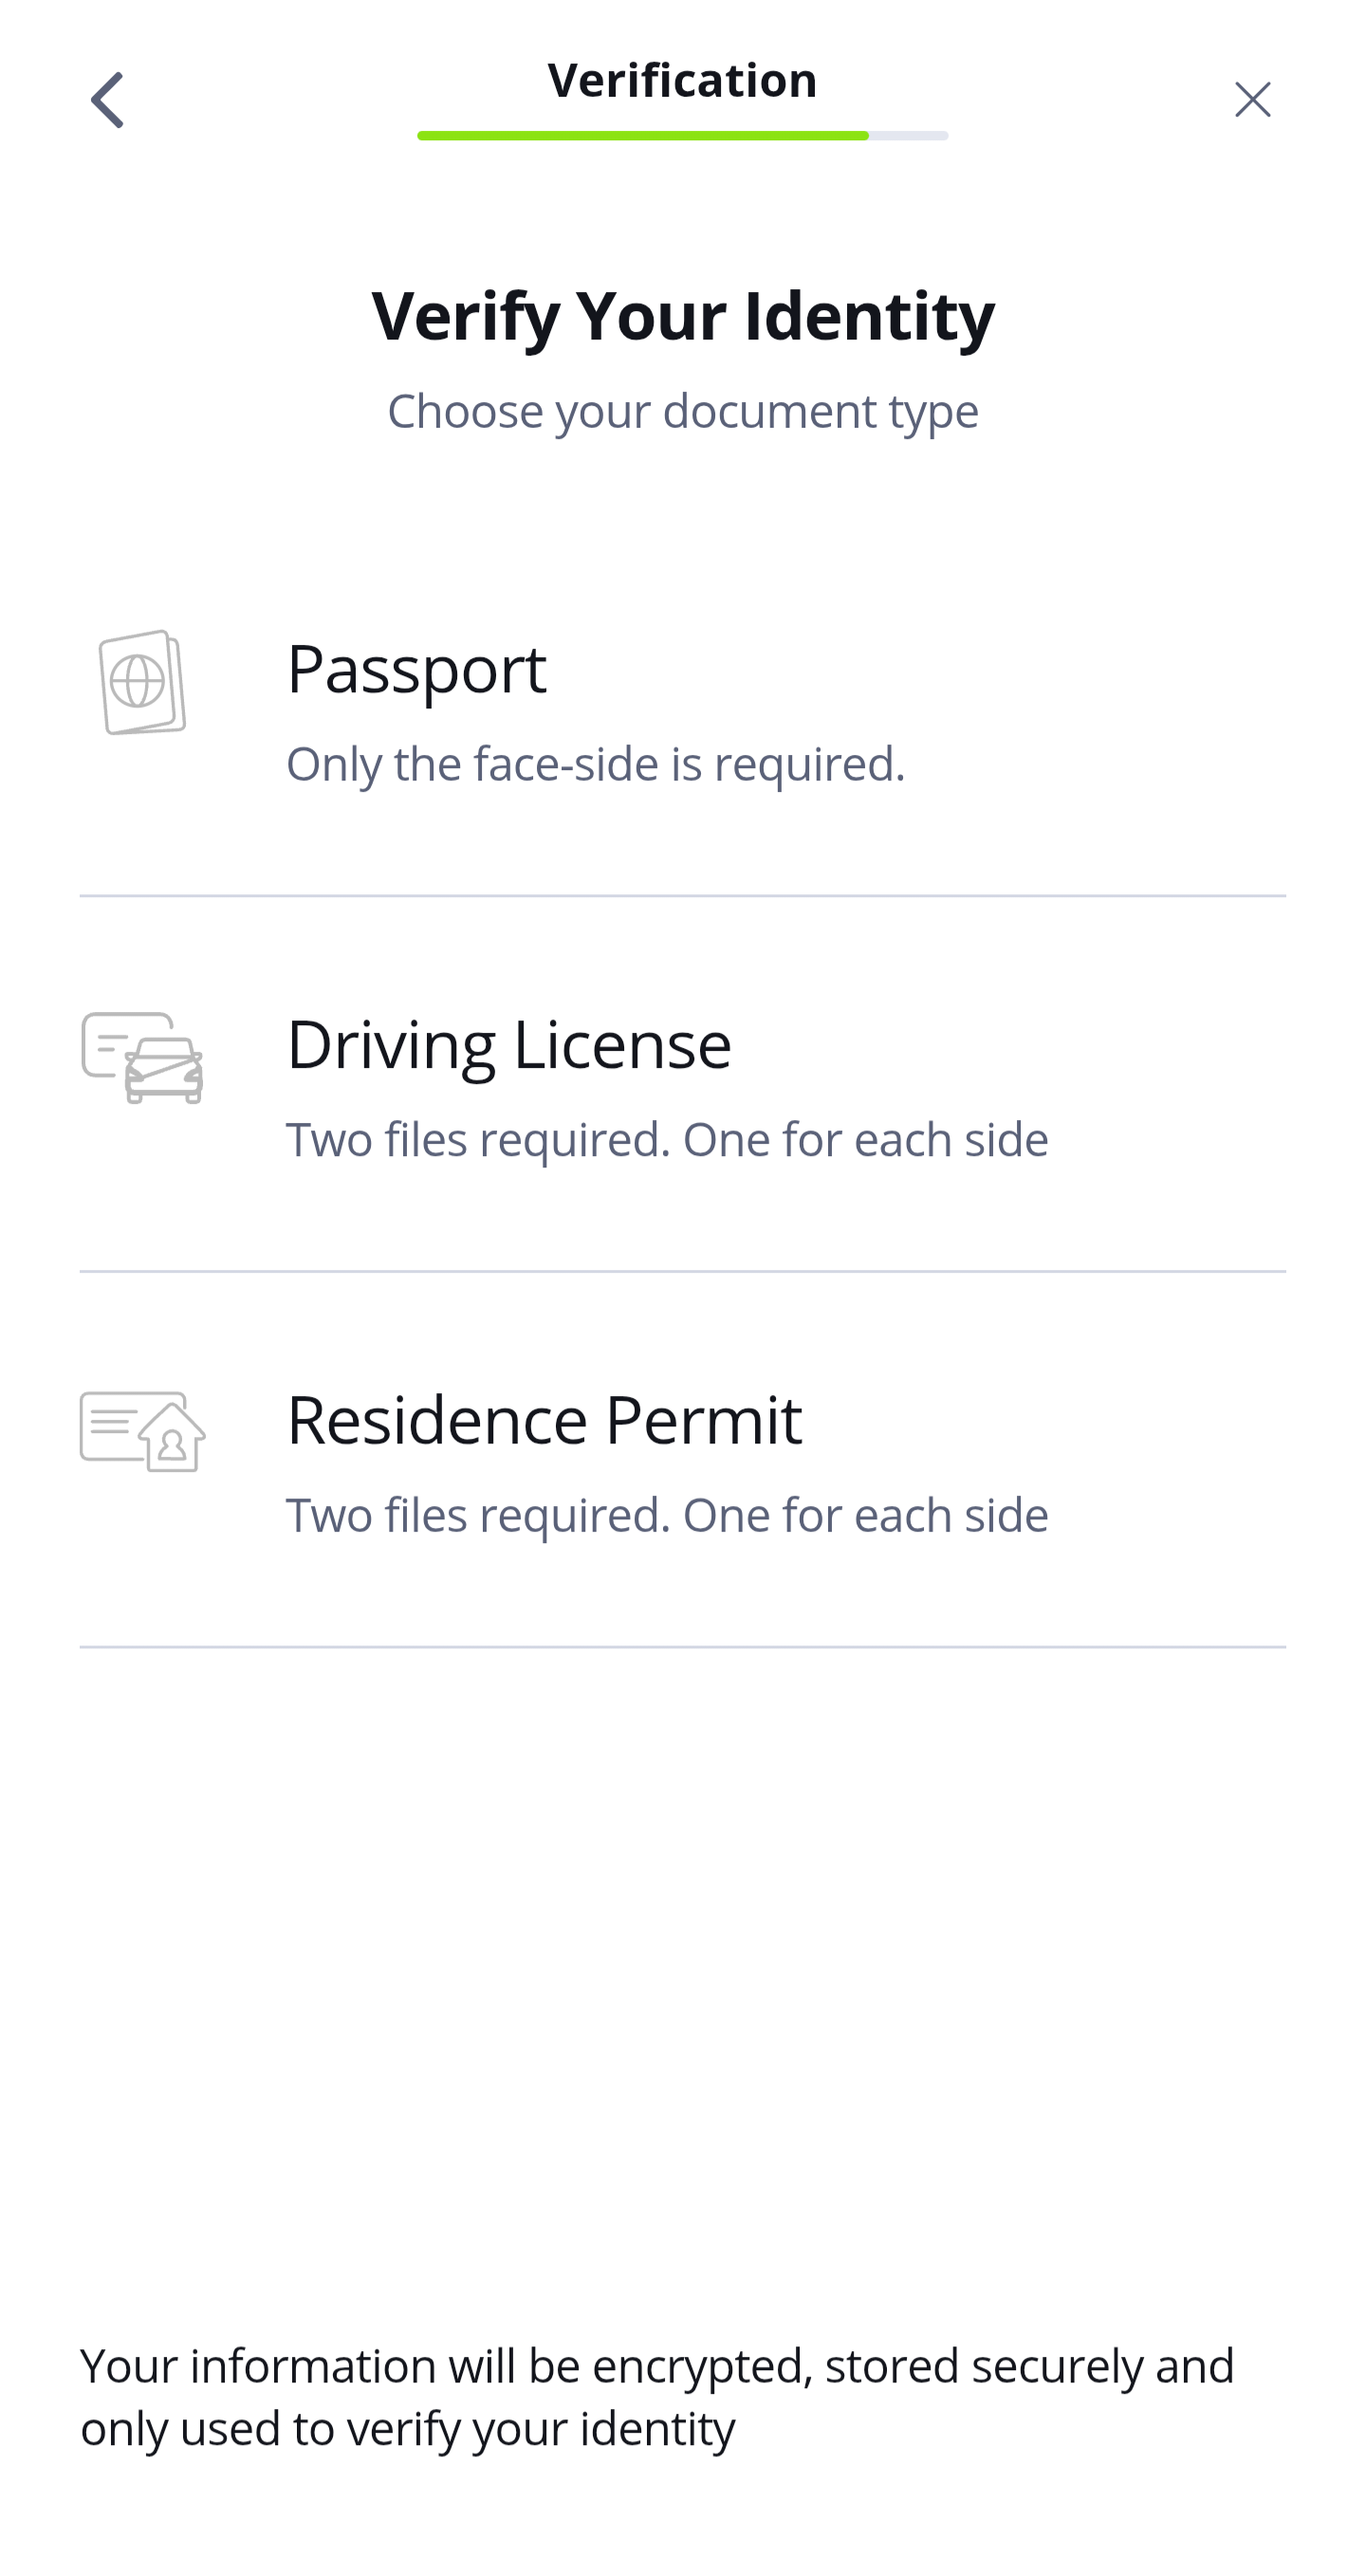 Verification
Verify Your Identity
Choose your document type
Passport
Only the face-side is required.
Driving License
Two files required. One for each side
Residence Permit
Two files required. One for each side
Your information will be encrypted, stored securely and
only used to verify your identity